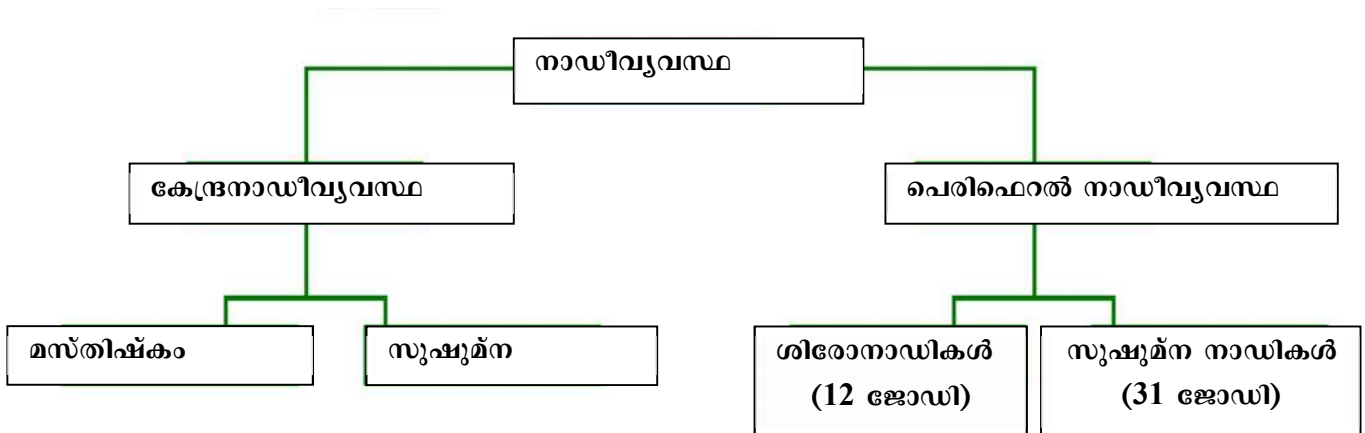 നാഡീവ്യവസ്ഥ
കേന്ദ്രനാഡീവ്യവസ്ഥ
പെരിഫെറൽ നാഡീവ്യവസ്ഥ
മസ്തിഷ്കം
സുഷുമ്ന
ശിരോനാഡികൾ
(12 ജോഡി)
സുഷുമ്ന നാഡികൾ
(31 ജോഡി)